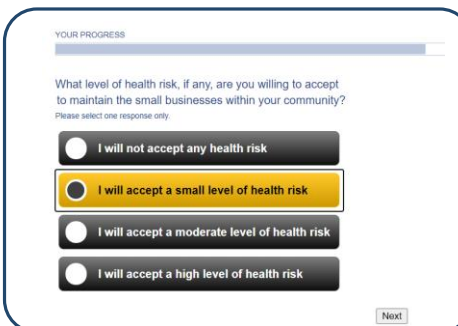 YOUR PROGRESS
What level of health risk, if any, are you willing to accept
to maintain the small businesses within your community?
Please select one response only.
I will not accept any health risk
I will accept a small level of health risk
I will accept a moderate level of health risk
I will accept a high level of health risk
Next